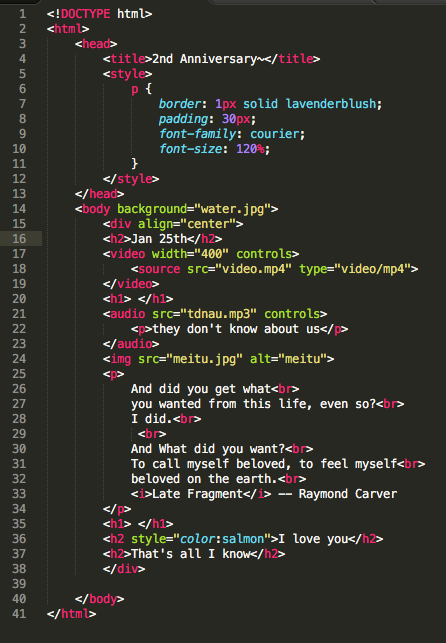 1 <!DOCTYPE html>
2 <html>
3 <head>
4 <title>2nd Anniversary~</title>
5 <style>
6 p {
7 border: 1px solid lavenderblush;
8 padding: 30px;
9 font-family: courier;
10 font-size: 120%;
11 }
12 </style>
13 </head>
14 <body background="water.jpg">
15 <div align="center">
16 <h2>Jan 25th</h2>
17 <video width="400" controls>
18 <source src="video.mp4" type="video/mp4">
19 </video>
20 <h1> </h1>
21 <audio src="tdnau.mp3" controls>
22 <p>they don't know about us</p>
23 </audio>
24 <img src="meitu.jpg" alt="meitu">
25 <p>
26 And did you get what<br>
27 you wanted from this life, even so?<br>
28 I did.<br>
29 <br>
30 And What did you want?<br>
31 To call myself beloved, to feel myself<br>
32 beloved on the earth.<br>
33 <i>Late Fragment</i> -- Raymond Carver
34 </p>
35 <h1> </h1>
36 <h2 style="color:salmon">I love you</h2>
37 <h2>That's all I know</h2>
38 </div>
39
40 </body>
41 </html>